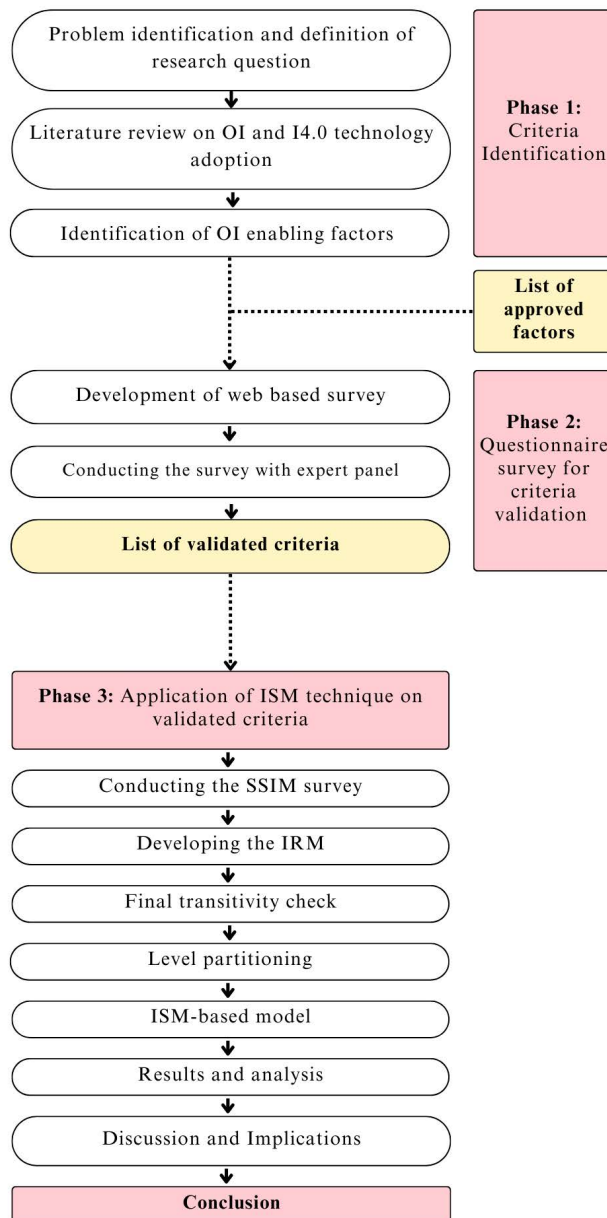 Problem identification and definition of
research question
Phase 1:
Criteria
Identification
Literature review on OI and I4.0 technology
adoption
Identification of OI enabling factors
List of
approved
factors
Development of web based survey
Phase 2:
Questionnaire
survey for
criteria
validation
Conducting the survey with expert panel
List of validated criteria
Phase 3: Application of ISM technique on
validated criteria
Conducting the SSIM survey
Developing the IRM
Final transitivity check
Level partitioning
ISM-based model
Results and analysis
Discussion and Implications
Conclusion